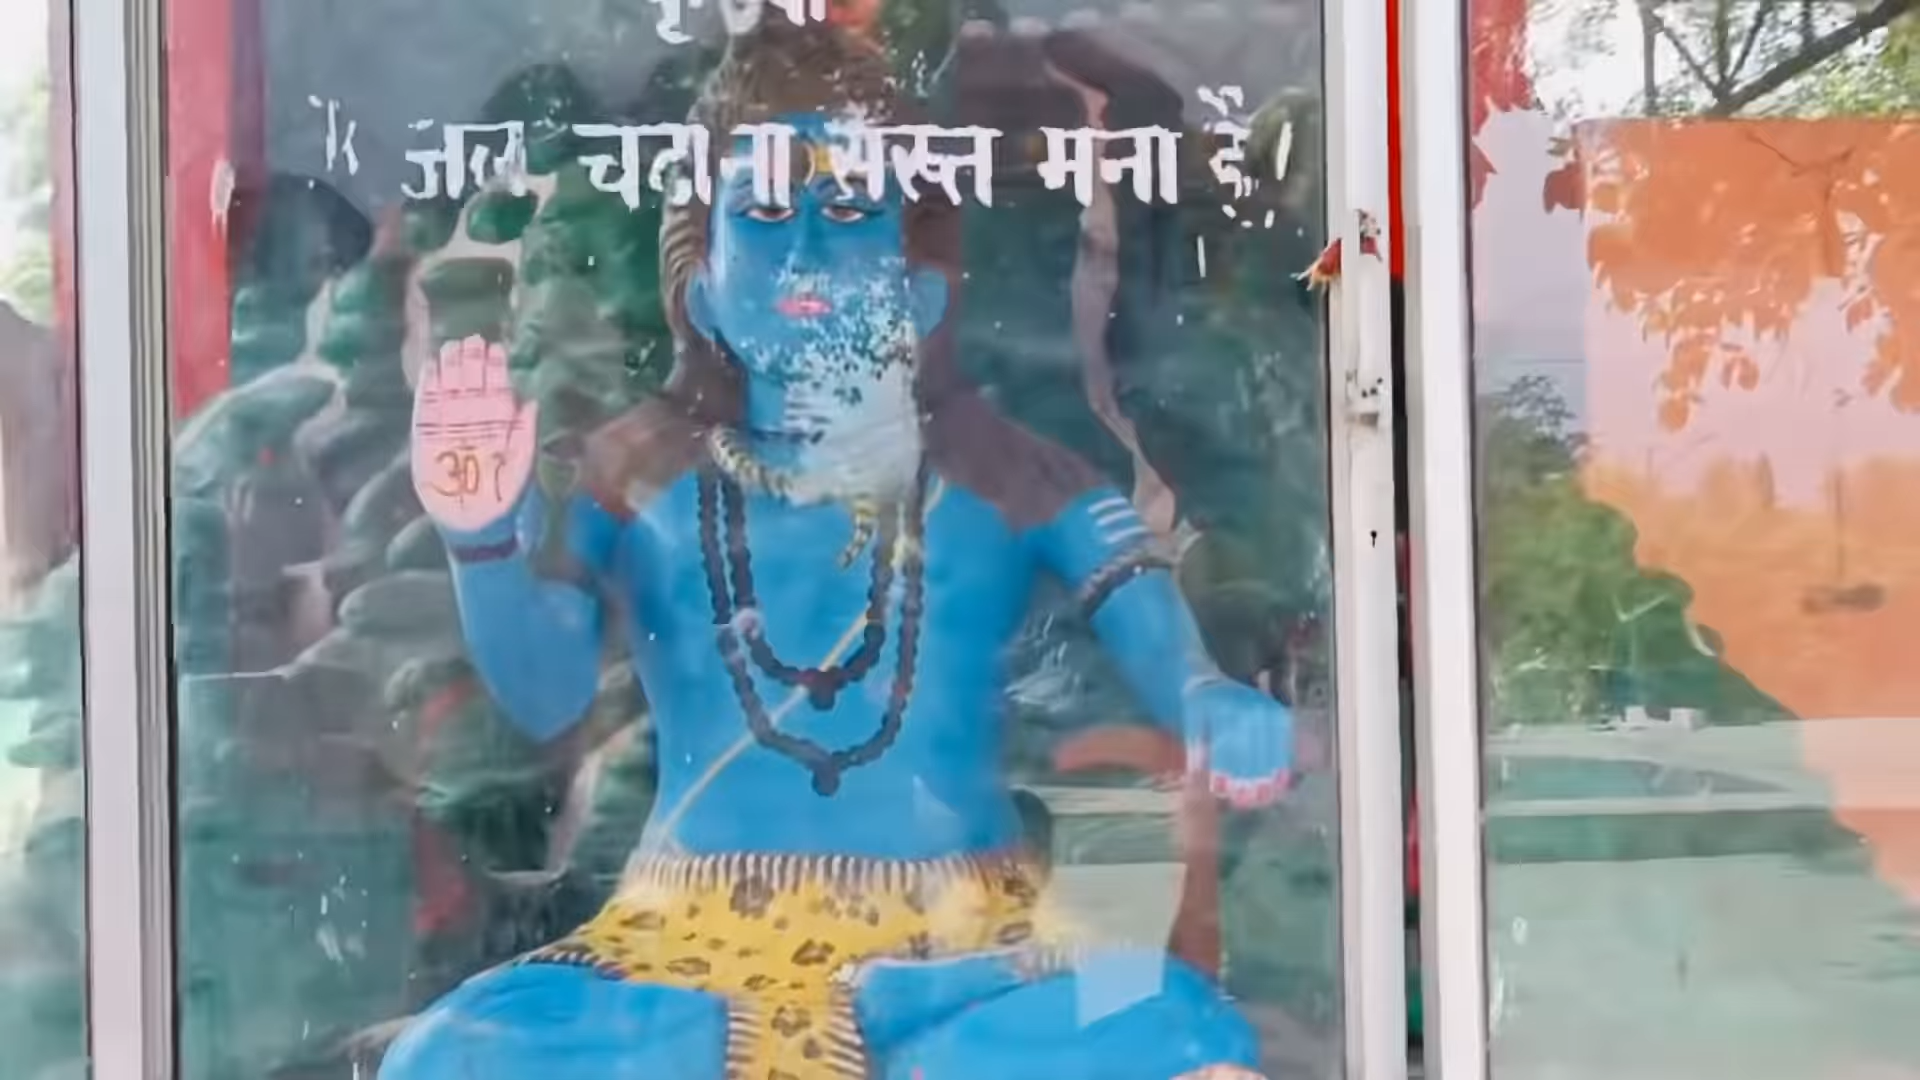 जल चढाना सख्त मना है।
ॐ